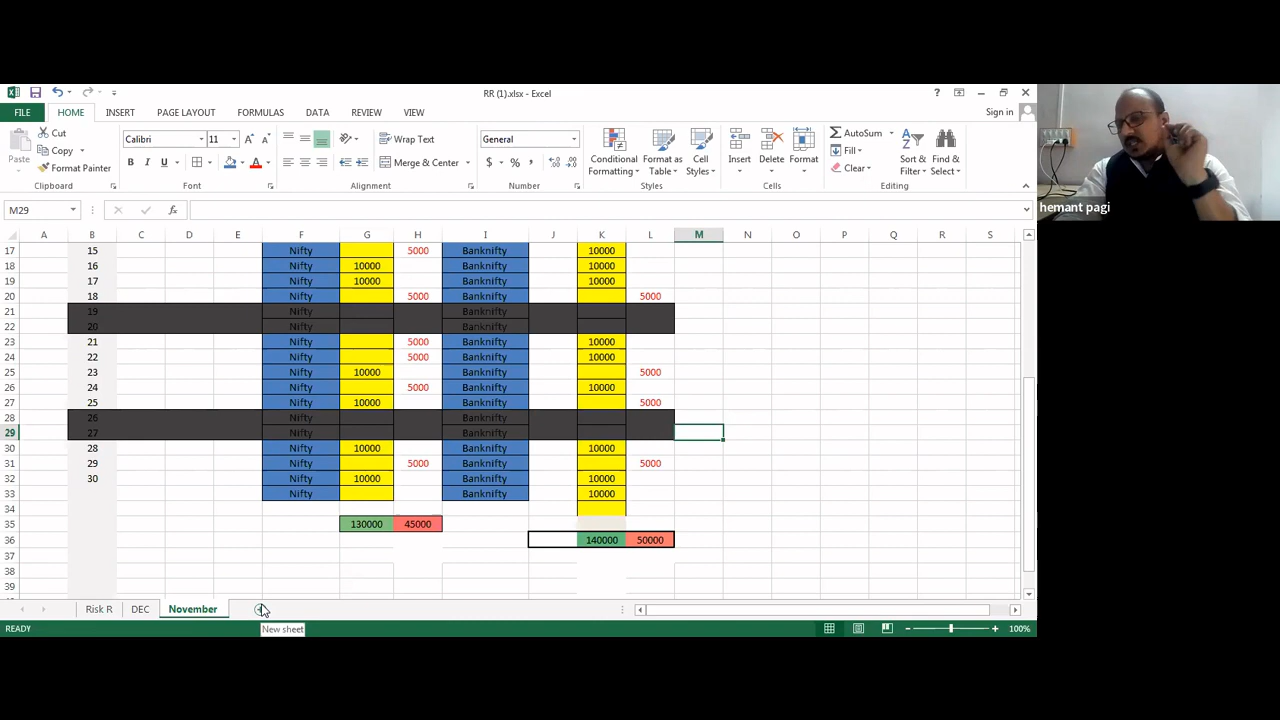 RR (1).xlsx - Excel
?
FILE HOME INSERT PAGE LAYOUT FORMULAS DATA REVIEW VIEW Sign in
Paste Cut Copy Format Painter
Calibri 11 A A
B I U A
Wrap Text
Merge & Center
General
$ % ,
Conditional Formatting Format as Table Cell Styles
Insert Delete Format
AutoSum Fill Clear
Sort & Filter Find & Select
Clipboard Font Alignment Number Styles Cells Editing
hemant pagi
M29 fx
A B C D E F G H I J K L M N O P Q R S
17 15 Nifty 5000 Banknifty 10000
18 16 Nifty 10000 Banknifty 10000
19 17 Nifty 10000 Banknifty 10000
20 18 Nifty 5000 Banknifty 5000
21 19 Nifty Banknifty
22 20 Nifty Banknifty
23 21 Nifty 5000 Banknifty 10000
24 22 Nifty 5000 Banknifty 10000
25 23 Nifty 10000 Banknifty 5000
26 24 Nifty 5000 Banknifty 10000
27 25 Nifty 10000 Banknifty 5000
28 26 Nifty Banknifty
29 27 Nifty Banknifty
30 28 Nifty 10000 Banknifty 10000
31 29 Nifty 5000 Banknifty 5000
32 30 Nifty 10000 Banknifty 10000
33 Nifty Banknifty 10000
34
35 130000 45000
36 140000 50000
37
38
39
Risk R DEC November
New sheet
READY 100%